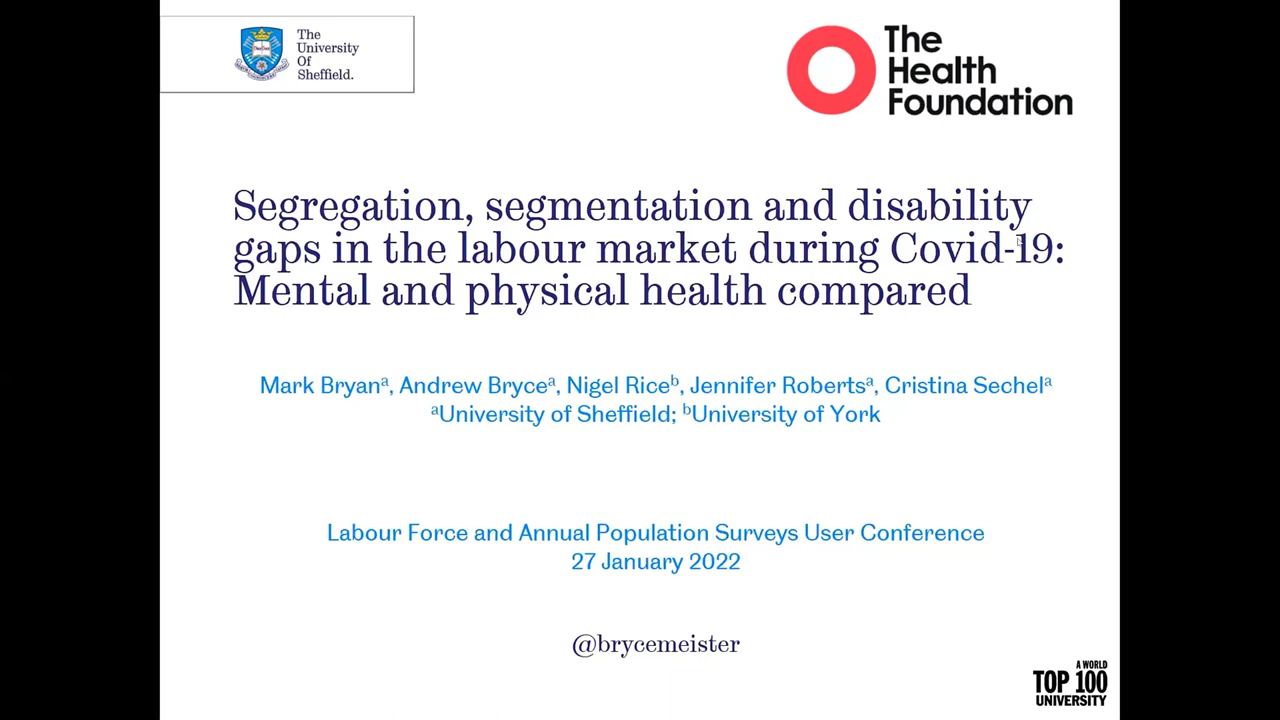 The
University
Of
Sheffield.
The
Health
Foundation
Segregation, segmentation and disability
gaps in the labour market during Covid-19:
Mental and physical health compared
Mark Bryanᵃ, Andrew Bryceᵃ, Nigel Riceᵇ, Jennifer Robertsᵃ, Cristina Sechelᵃ
ᵃUniversity of Sheffield; ᵇUniversity of York
Labour Force and Annual Population Surveys User Conference
27 January 2022
@brycemeister
A WORLD
TOP 100
UNIVERSITY